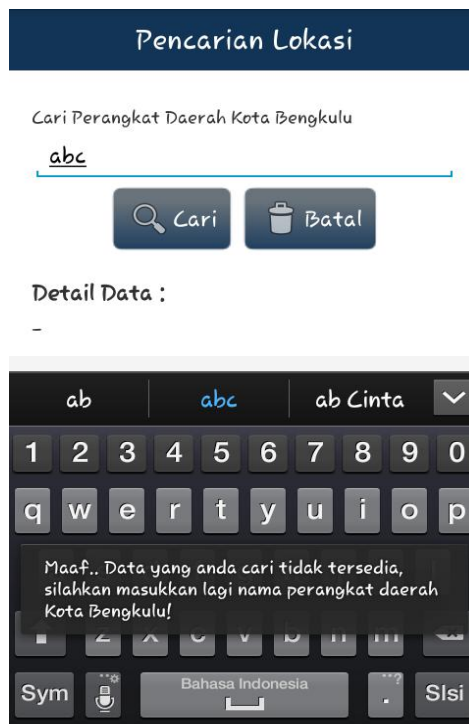 Pencarian Lokasi
Cari Perangkat Daerah Kota Bengkulu
abc
Cari Batal
Detail Data :
-
ab abc ab Cinta
1 2 3 4 5 6 7 8 9 0
q w e r t y u i o p
Maaf.. Data yang anda cari tidak tersedia,
silahkan masukkan lagi nama perangkat daerah
Kota Bengkulu!
z x c v b n m
Sym Bahasa Indonesia . ? Slsi